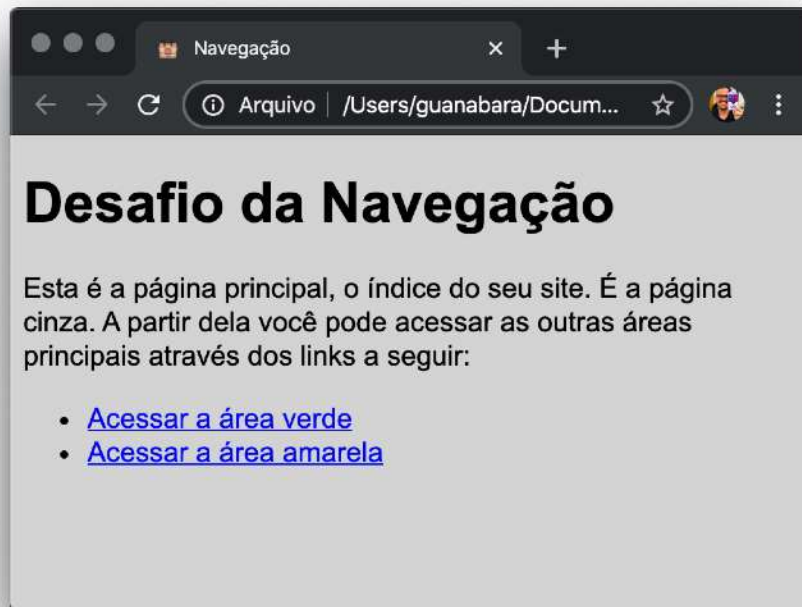 Navegação
Arquivo /Users/guanabara/Docum...
Desafio da Navegação
Esta é a página principal, o índice do seu site. É a página
cinza. A partir dela você pode acessar as outras áreas
principais através dos links a seguir:
• Acessar a área verde
• Acessar a área amarela